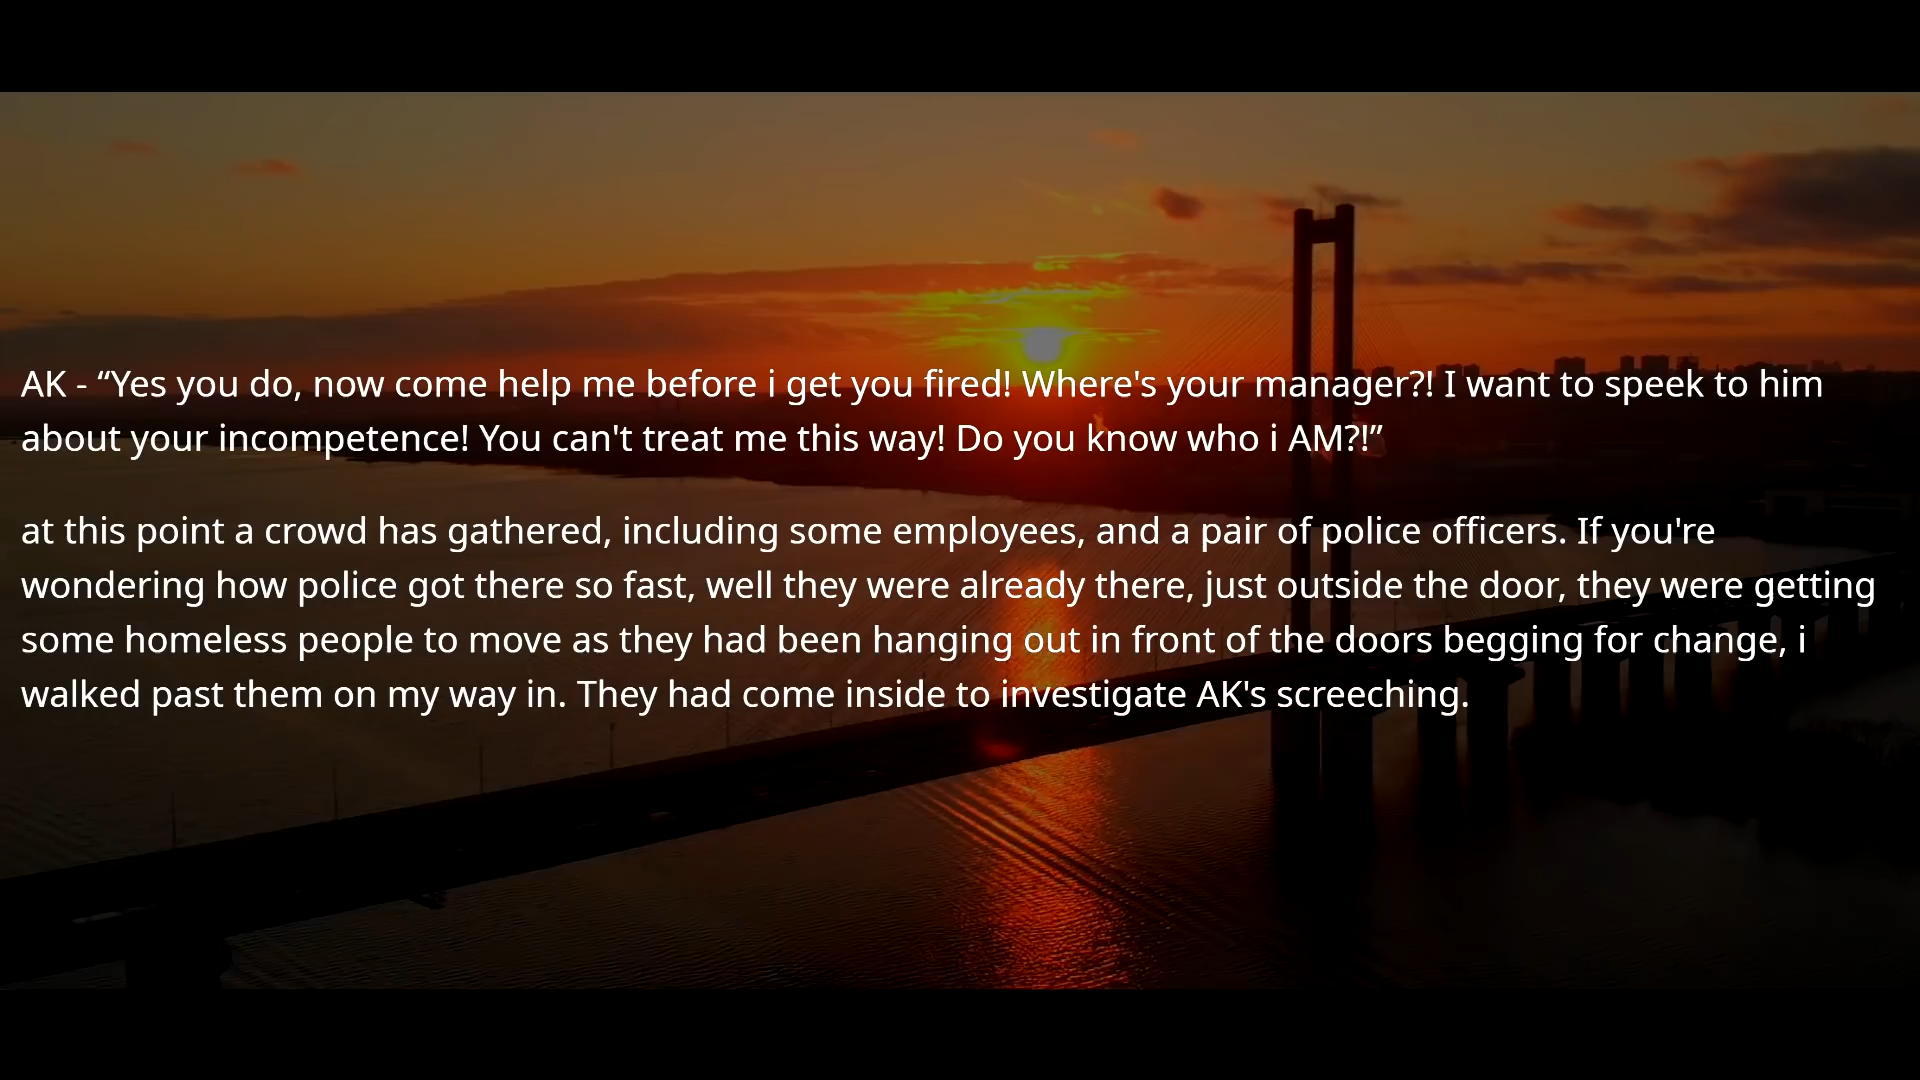 AK - “Yes you do, now come help me before i get you fired! Where's your manager?! I want to speek to him
about your incompetence! You can't treat me this way! Do you know who i AM?!”
at this point a crowd has gathered, including some employees, and a pair of police officers. If you're
wondering how police got there so fast, well they were already there, just outside the door, they were getting
some homeless people to move as they had been hanging out in front of the doors begging for change, i
walked past them on my way in. They had come inside to investigate AK's screeching.